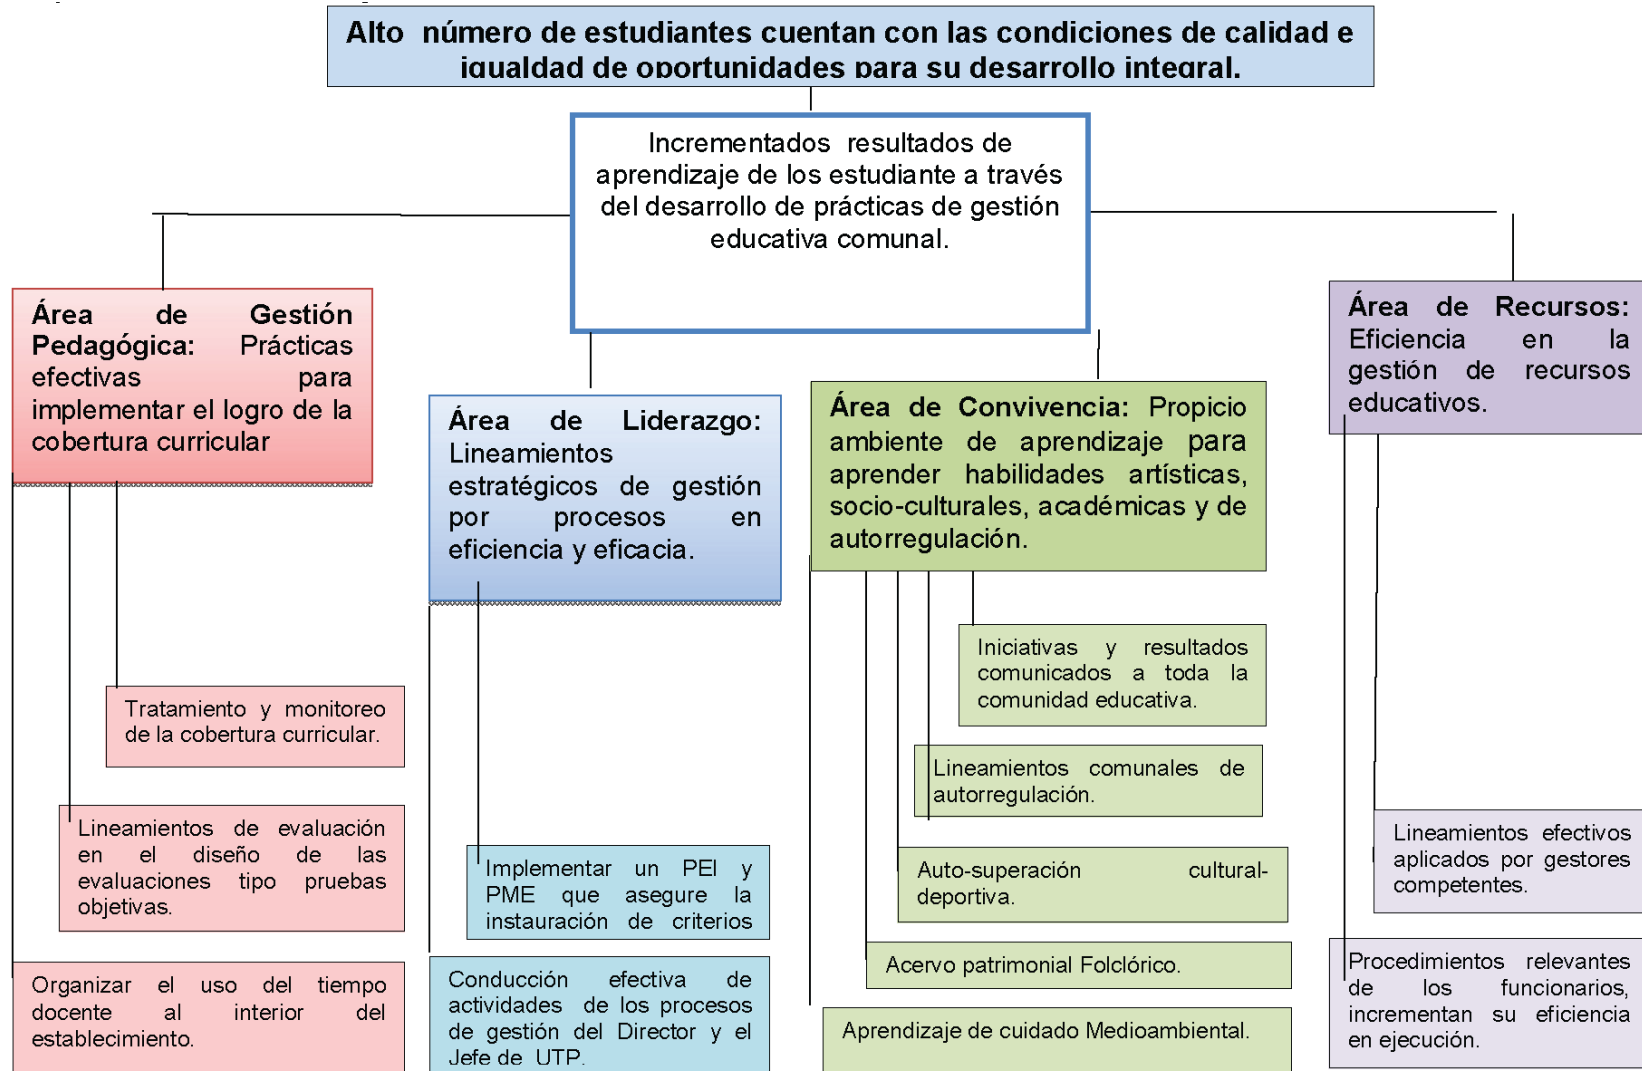 Alto número de estudiantes cuentan con las condiciones de calidad e
igualdad de oportunidades para su desarrollo integral.
Incrementados resultados de
aprendizaje de los estudiante a través
del desarrollo de prácticas de gestión
educativa comunal.
Área de Gestión
Pedagógica: Prácticas
efectivas para
implementar el logro de la
cobertura curricular
Tratamiento y monitoreo
de la cobertura curricular.
Lineamientos de evaluación
en el diseño de las
evaluaciones tipo pruebas
objetivas.
Organizar el uso del tiempo
docente al interior del
establecimiento.
Área de Liderazgo:
Lineamientos
estratégicos de gestión
por procesos en
eficiencia y eficacia.
Implementar un PEI y
PME que asegure la
instauración de criterios
Conducción efectiva de
actividades de los procesos
de gestión del Director y el
Jefe de UTP.
Área de Convivencia: Propicio
ambiente de aprendizaje para
aprender habilidades artísticas,
socio-culturales, académicas y de
autorregulación.
Iniciativas y resultados
comunicados a toda la
comunidad educativa.
Lineamientos comunales de
autorregulación.
Auto-superación cultural-
deportiva.
Acervo patrimonial Folclórico.
Aprendizaje de cuidado Medioambiental.
Área de Recursos:
Eficiencia en la
gestión de recursos
educativos.
Lineamientos efectivos
aplicados por gestores
competentes.
Procedimientos relevantes
de los funcionarios,
incrementan su eficiencia
en ejecución.